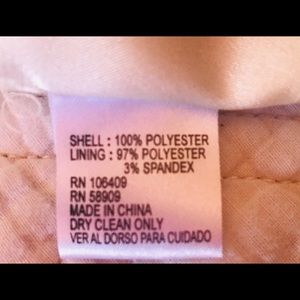 SHELL : 100% POLYESTER
LINING : 97% POLYESTER
3% SPANDEX
RN 106409
RN 58909
MADE IN CHINA
DRY CLEAN ONLY
VER AL DORSO PARA CUIDADO